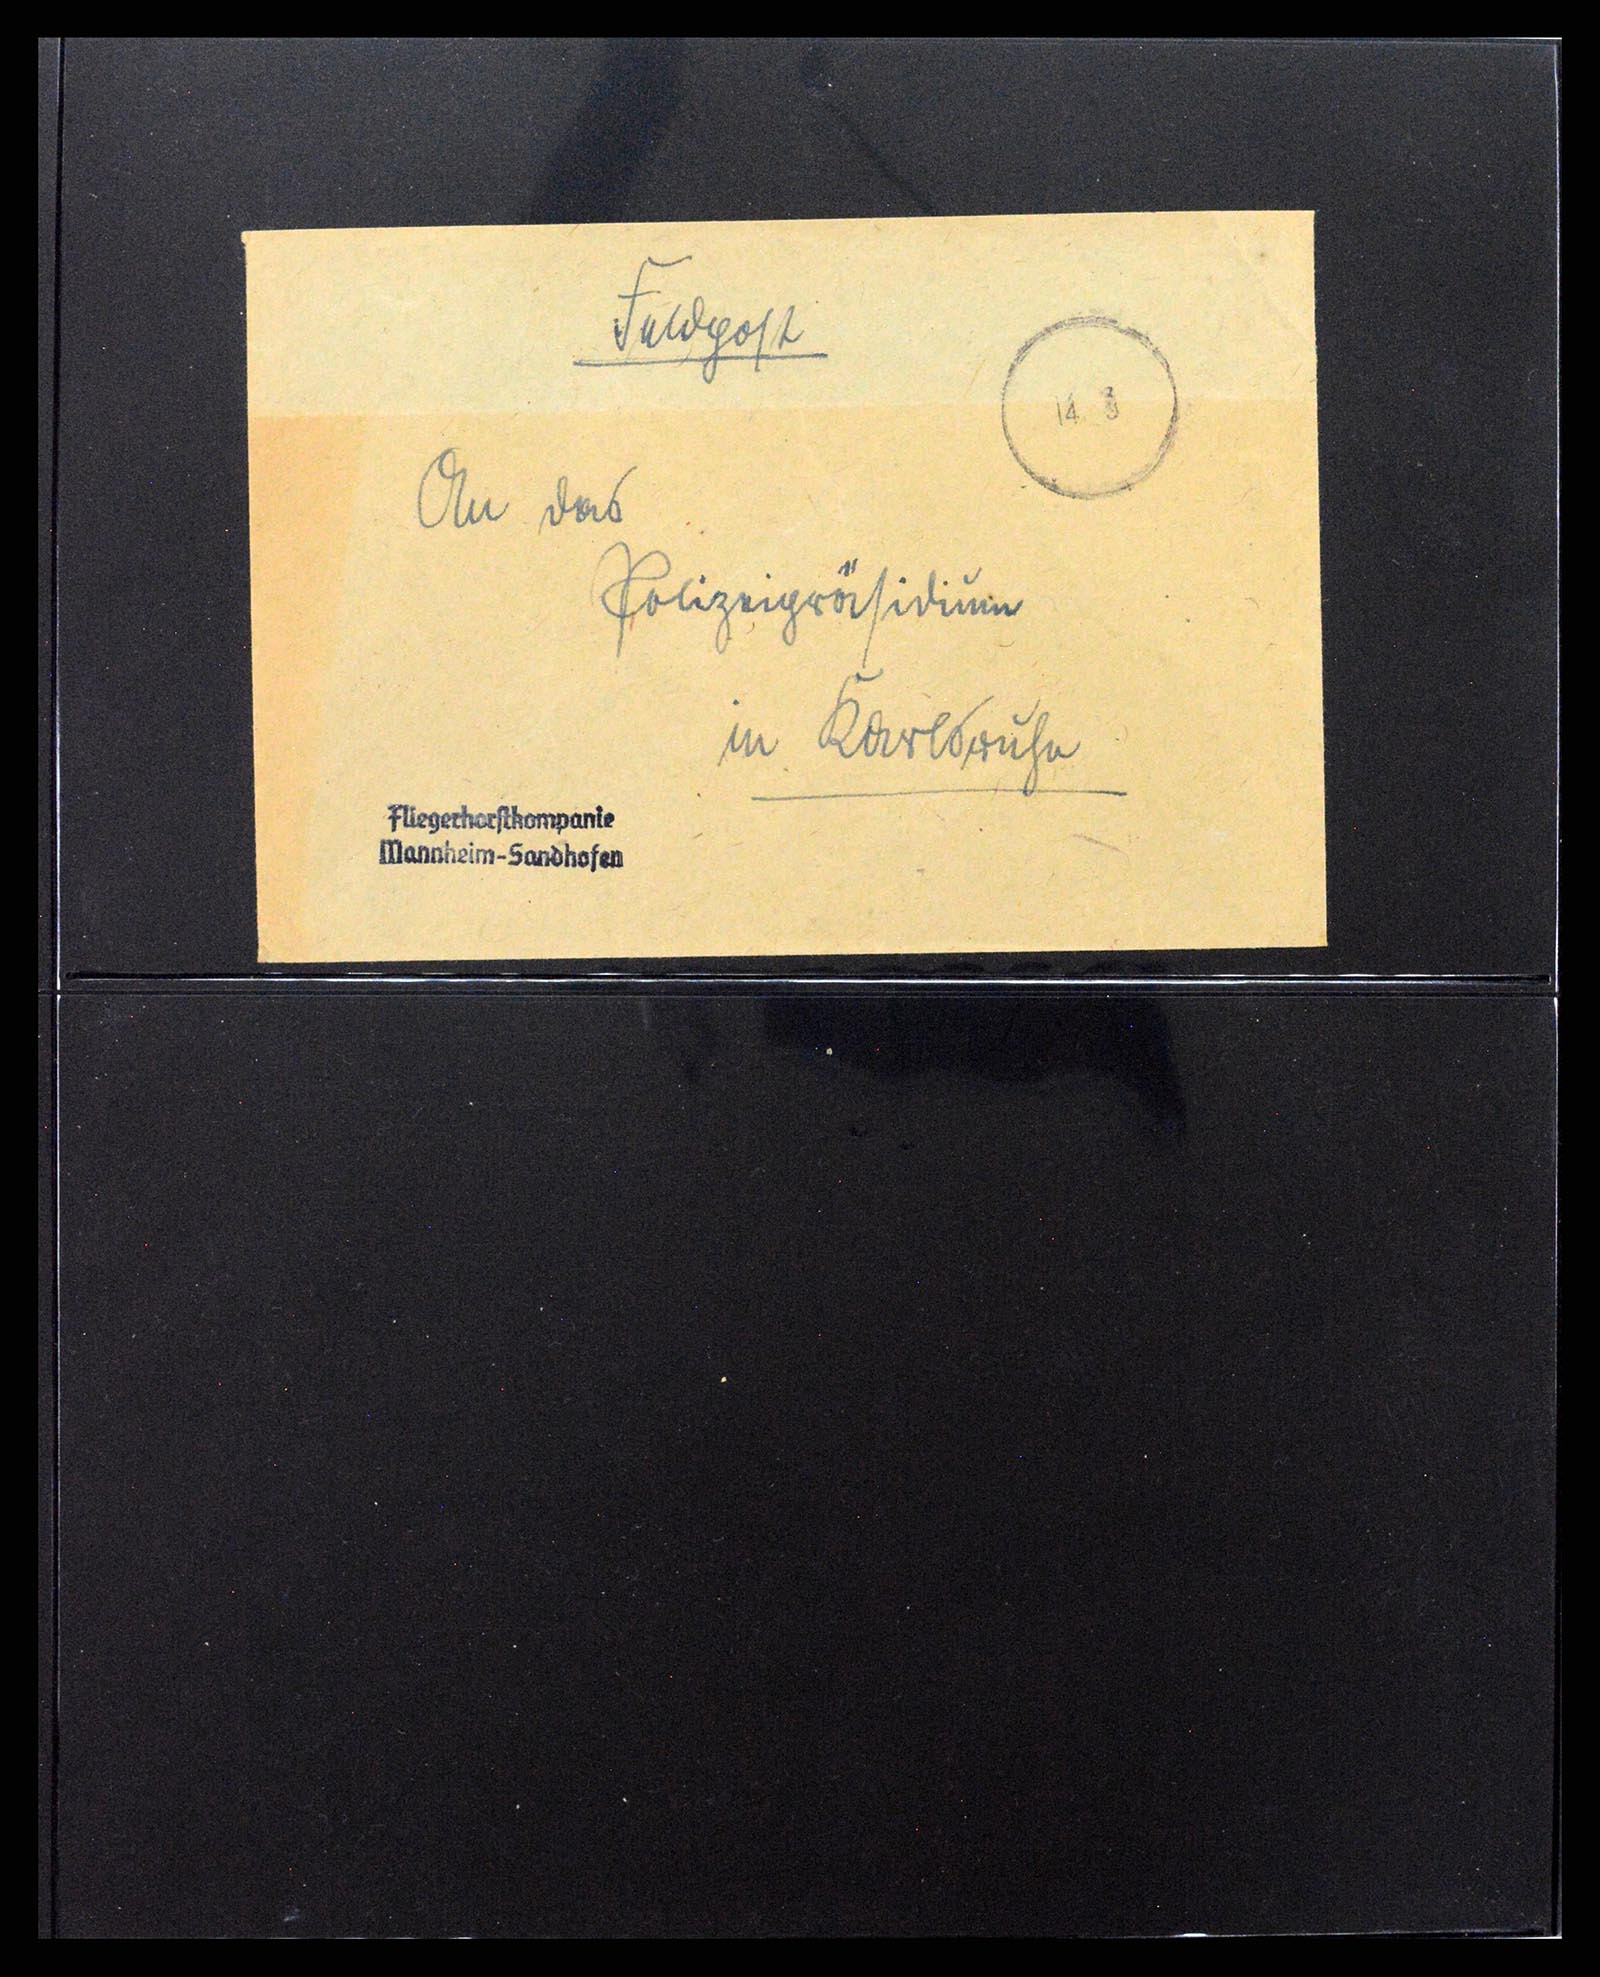 Feldpost
14 3
An das
Polizeipräsidium
in Karlsruhe
Fliegerhorstkompanie
Mannheim-Sandhofen